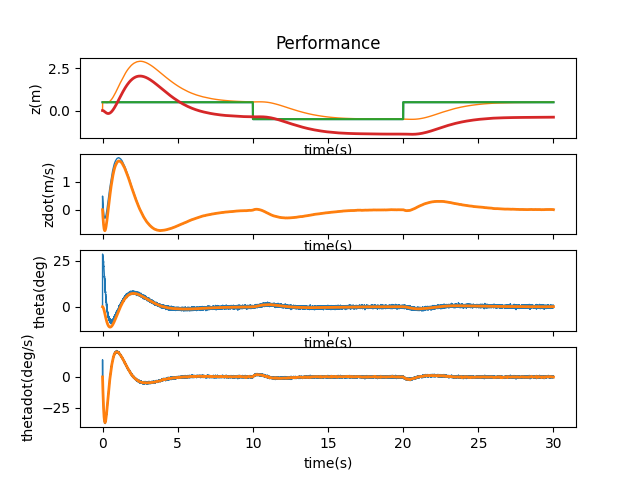 Performance
z(m)
2.5
0.0
time(s)
zdot(m/s)
1
0
time(s)
theta(deg)
25
0
time(s)
thetadot(deg/s)
0
−25
0 5 10 15 20 25 30
time(s)